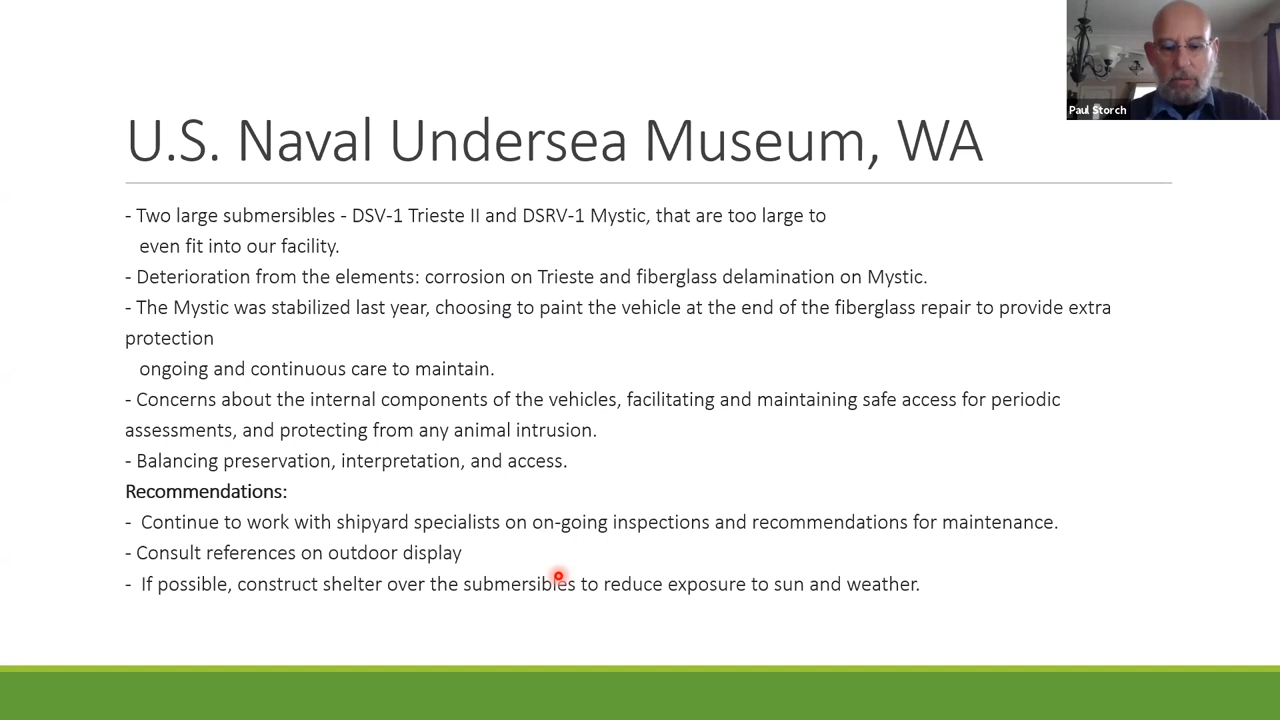 Paul Storch
U.S. Naval Undersea Museum, WA
- Two large submersibles - DSV-1 Trieste II and DSRV-1 Mystic, that are too large to
even fit into our facility.
- Deterioration from the elements: corrosion on Trieste and fiberglass delamination on Mystic.
- The Mystic was stabilized last year, choosing to paint the vehicle at the end of the fiberglass repair to provide extra
protection
ongoing and continuous care to maintain.
- Concerns about the internal components of the vehicles, facilitating and maintaining safe access for periodic
assessments, and protecting from any animal intrusion.
- Balancing preservation, interpretation, and access.
Recommendations:
- Continue to work with shipyard specialists on on-going inspections and recommendations for maintenance.
- Consult references on outdoor display
- If possible, construct shelter over the submersibles to reduce exposure to sun and weather.